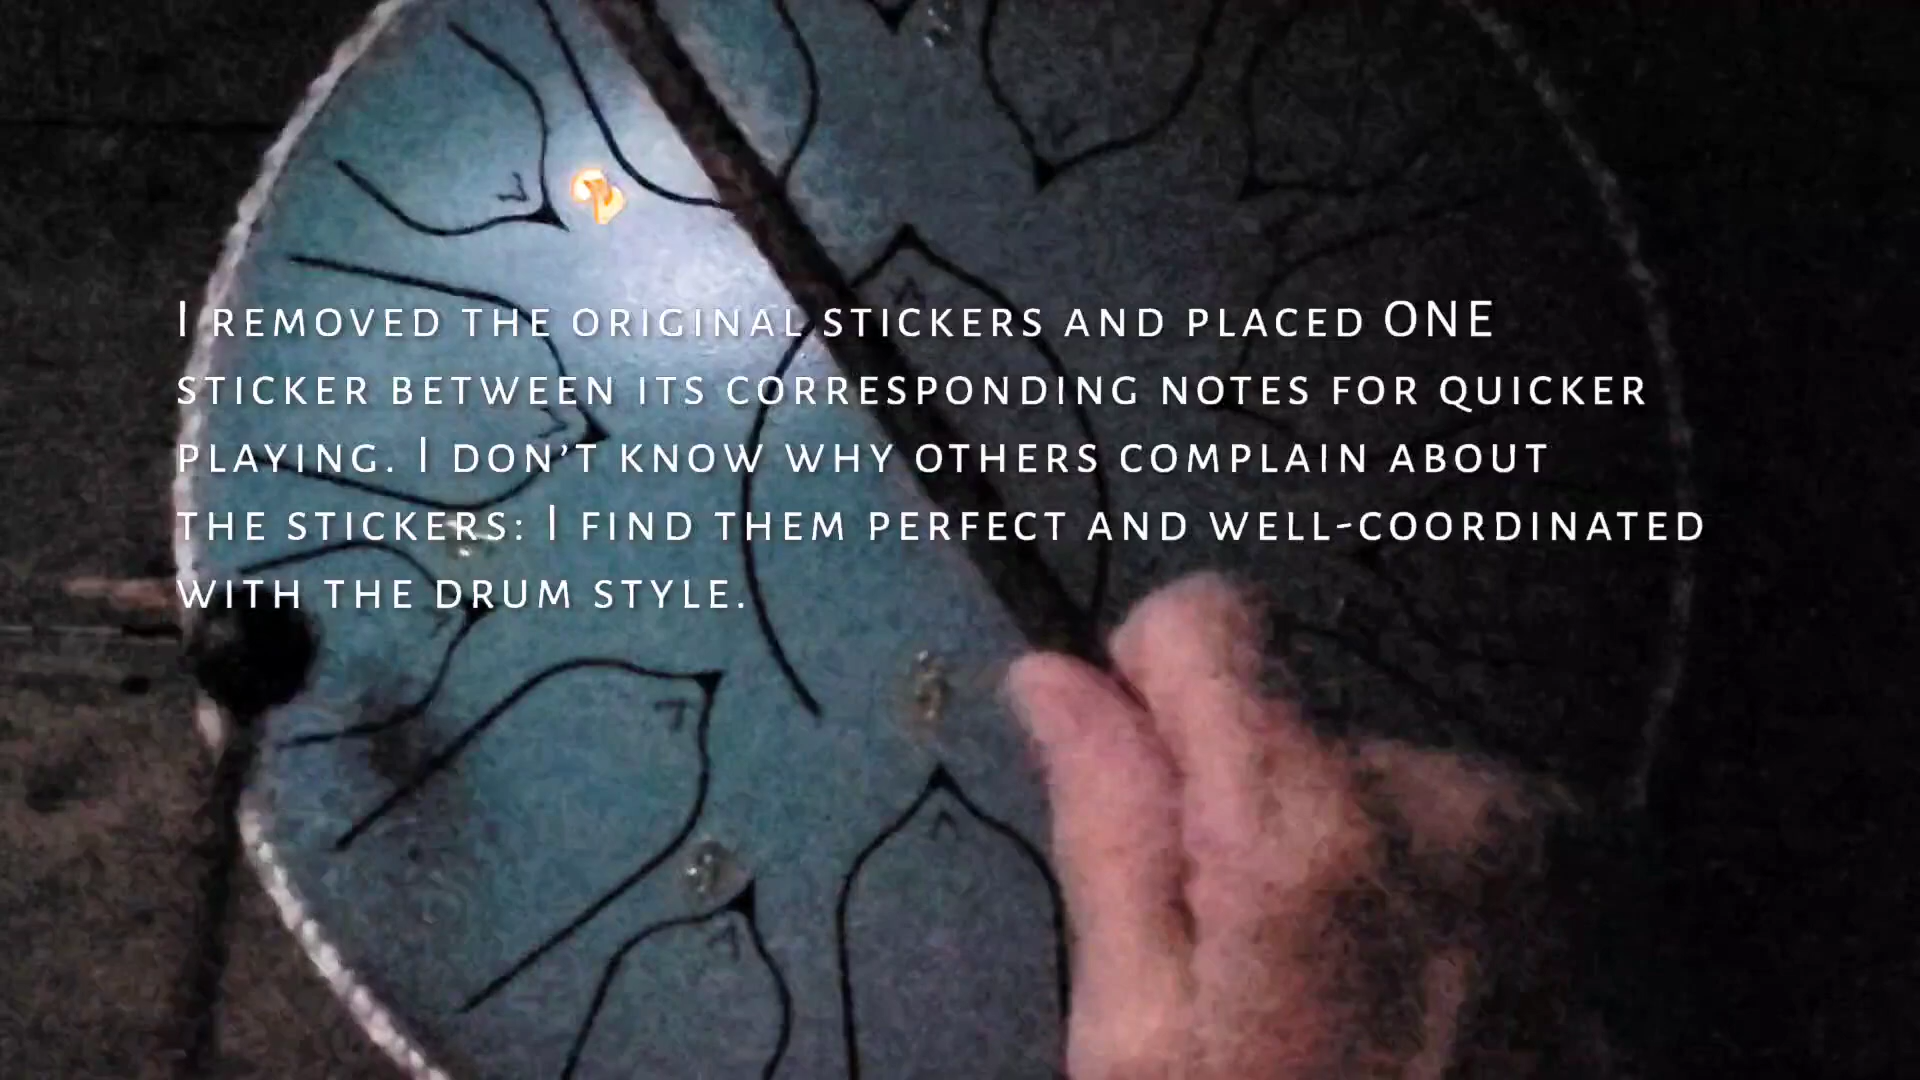 I REMOVED THE ORIGINAL STICKERS AND PLACED ONE
STICKER BETWEEN ITS CORRESPONDING NOTES FOR QUICKER
PLAYING. I DON'T KNOW WHY OTHERS COMPLAIN ABOUT
THE STICKERS: I FIND THEM PERFECT AND WELL-COORDINATED
WITH THE DRUM STYLE.